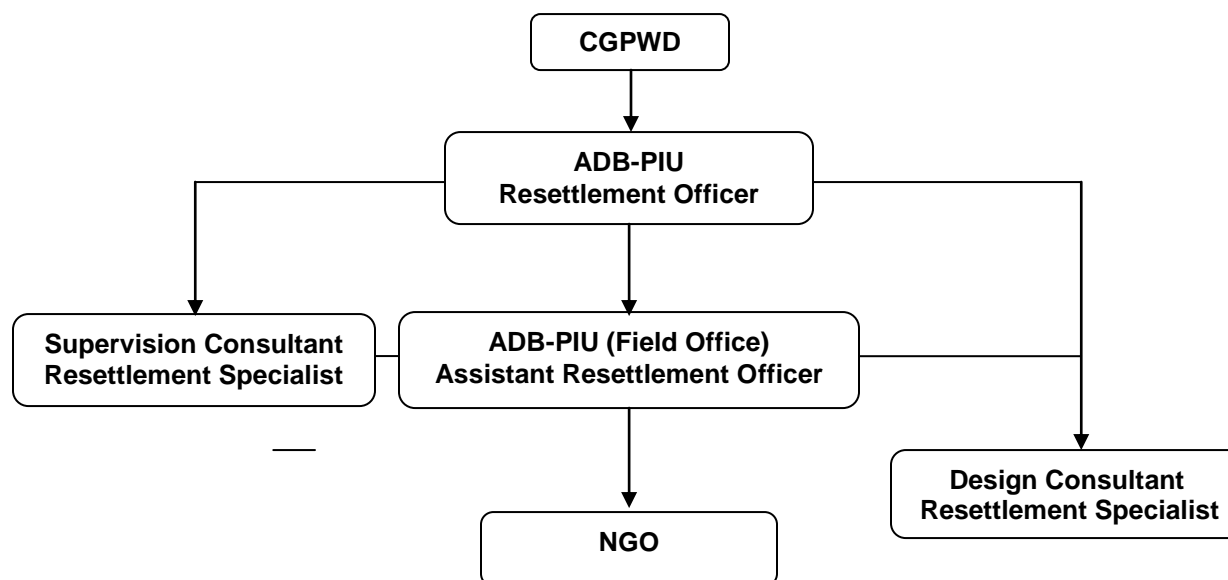 CGPWD
ADB-PIU
Resettlement Officer
Supervision Consultant
Resettlement Specialist
ADB-PIU (Field Office)
Assistant Resettlement Officer
Design Consultant
Resettlement Specialist
NGO